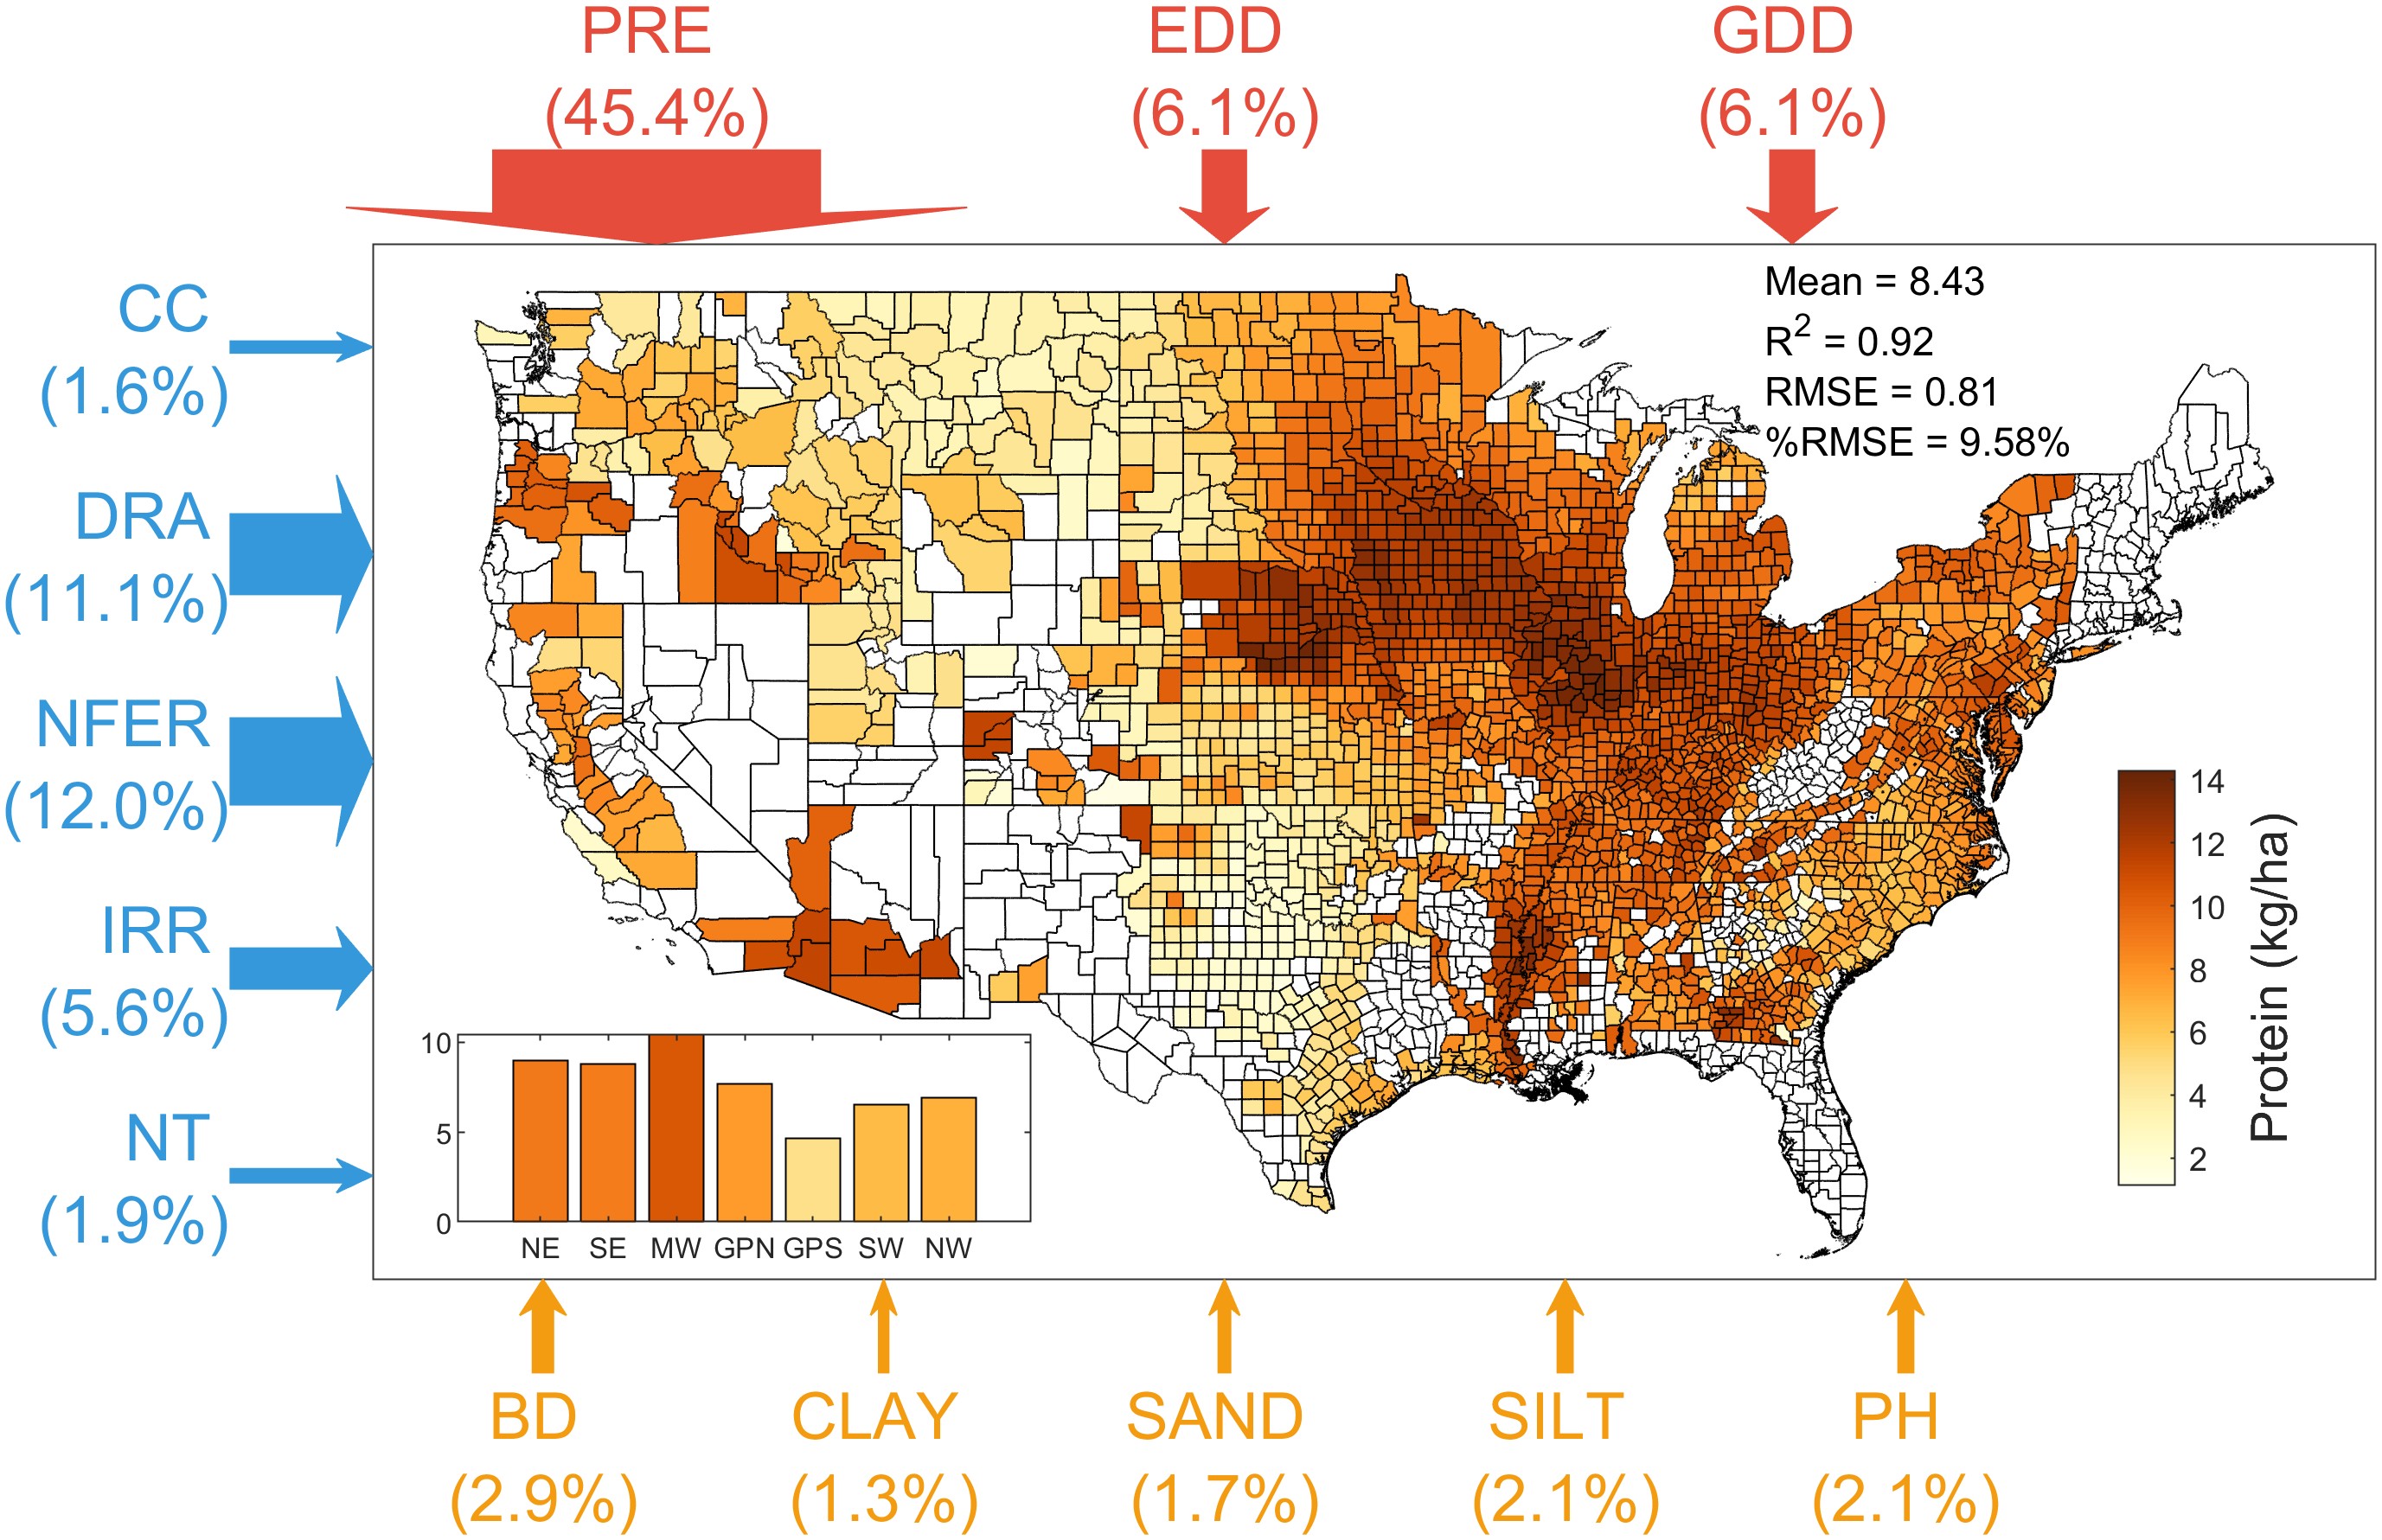 PRE
(45.4%)
EDD
(6.1%)
GDD
(6.1%)
CC
(1.6%)
DRA
(11.1%)
NFER
(12.0%)
IRR
(5.6%)
NT
(1.9%)
Mean = 8.43
R² = 0.92
RMSE = 0.81
%RMSE = 9.58%
14
12
10
8
6
4
2
Protein (kg/ha)
10
5
0
NE SE MW GPN GPS SW NW
BD
(2.9%)
CLAY
(1.3%)
SAND
(1.7%)
SILT
(2.1%)
PH
(2.1%)